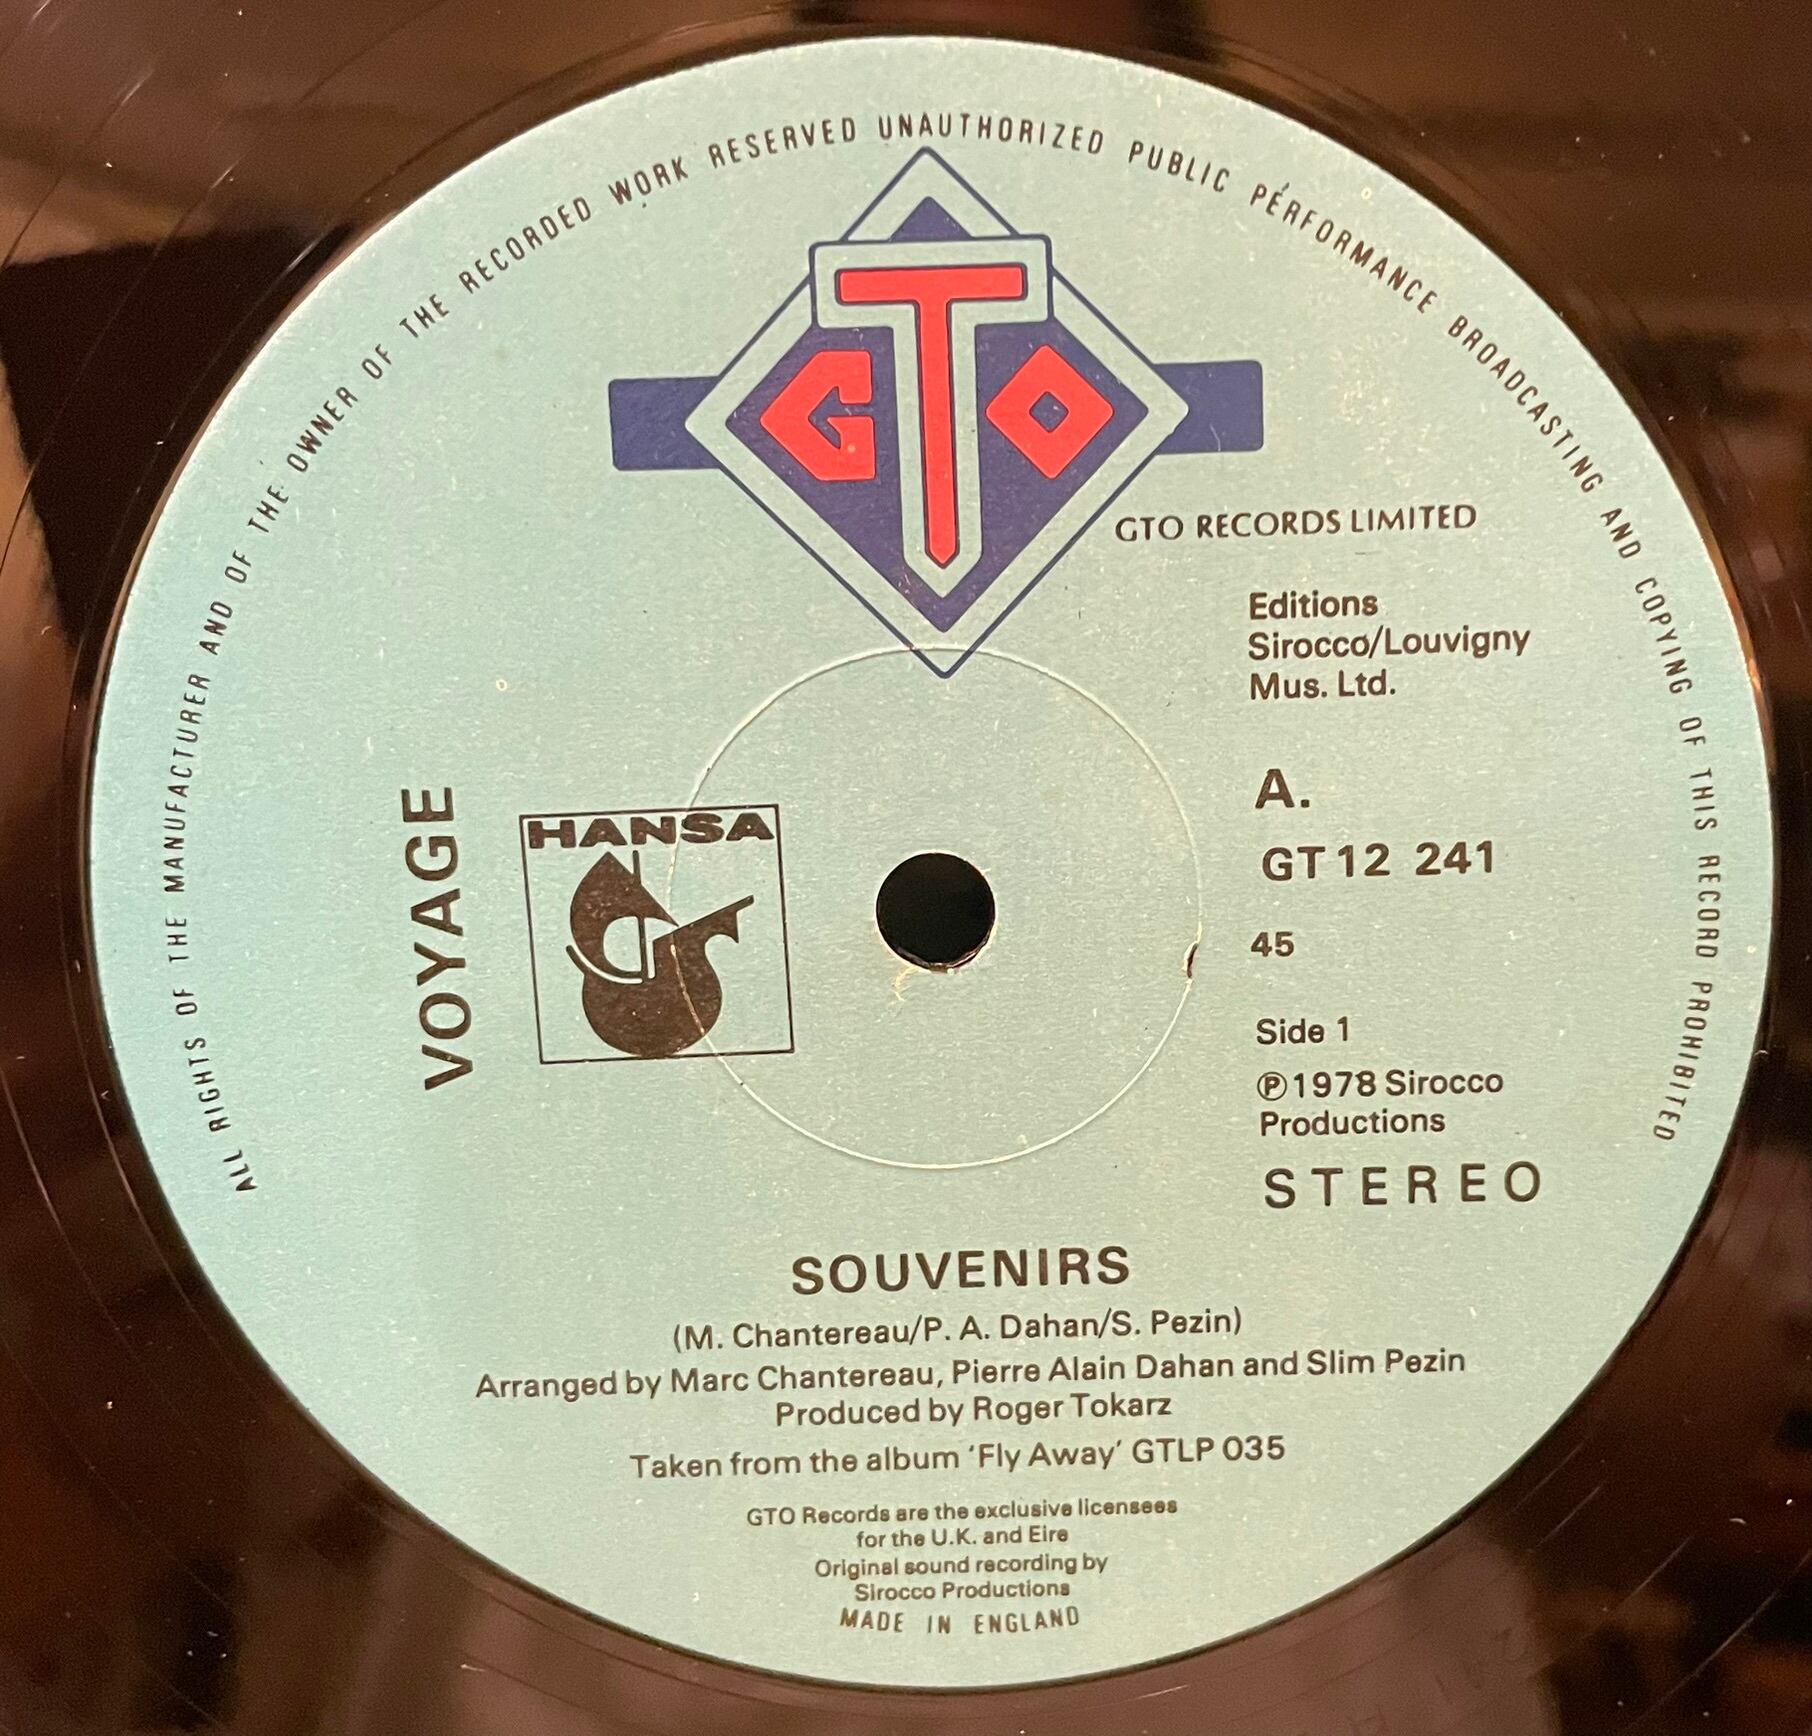 ALL RIGHTS OF THE MANUFACTURER AND OF THE OWNER OF THE RECORDED WORK RESERVED UNAUTHORIZED PUBLIC PERFORMANCE BROADCASTING AND COPYING OF THIS RECORD PROHIBITED
GTO
GTO RECORDS LIMITED
Editions
Sirocco/Louvigny
Mus. Ltd.
VOYAGE
HANSA
A.
GT 12 241
45
Side 1
℗1978 Sirocco
Productions
STEREO
SOUVENIRS
(M. Chantereau/P. A. Dahan/S. Pezin)
Arranged by Marc Chantereau, Pierre Alain Dahan and Slim Pezin
Produced by Roger Tokarz
Taken from the album ‘Fly Away’ GTLP 035
GTO Records are the exclusive licensees
for the U.K. and Eire
Original sound recording by
Sirocco Productions
MADE IN ENGLAND